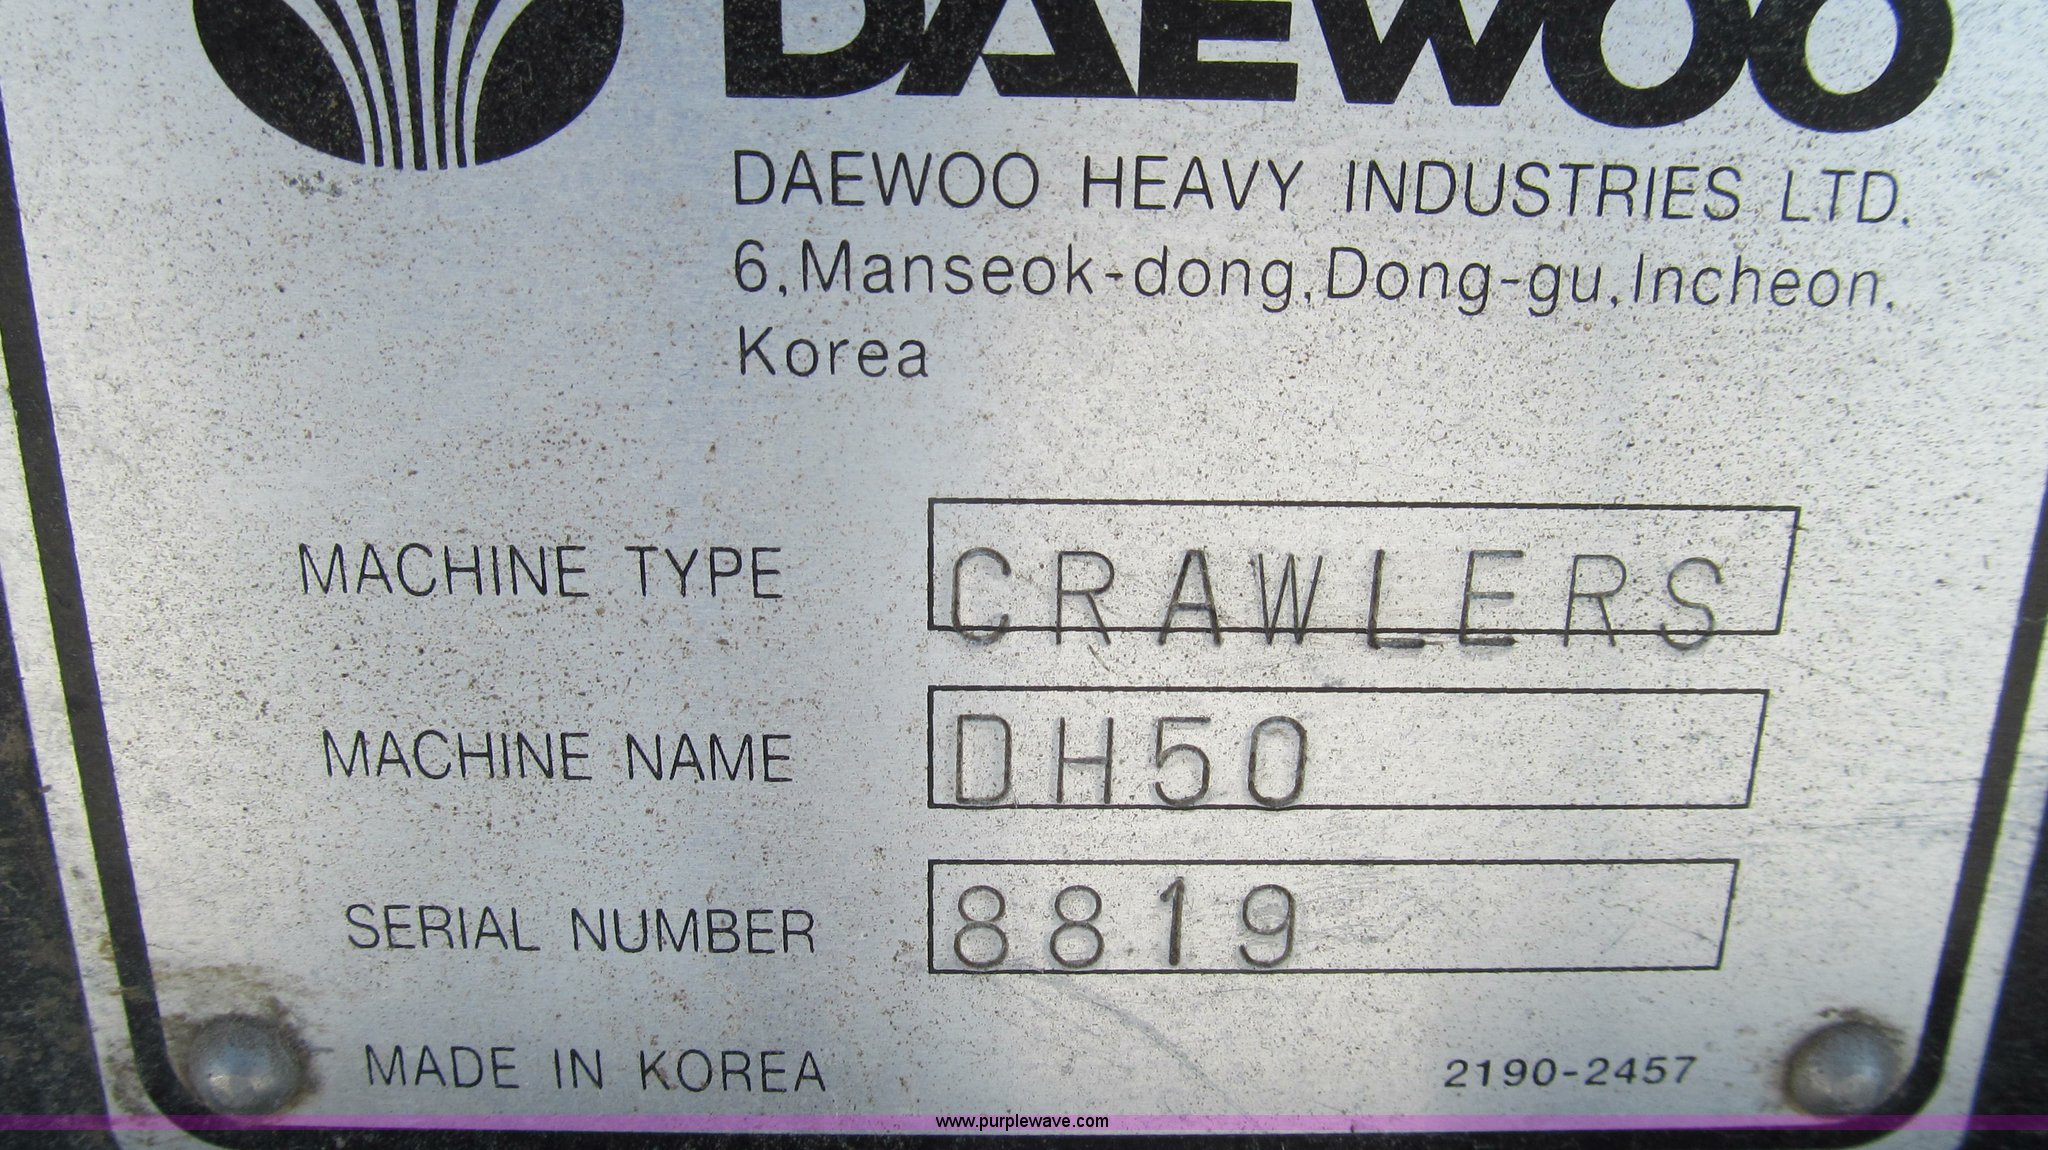 DAEWOO
DAEWOO HEAVY INDUSTRIES LTD.
6,Manseok-dong,Dong-gu,Incheon,
Korea
MACHINE TYPE CRAWLERS
MACHINE NAME DH50
SERIAL NUMBER 8819
MADE IN KOREA 2190-2457
www.purplewave.com